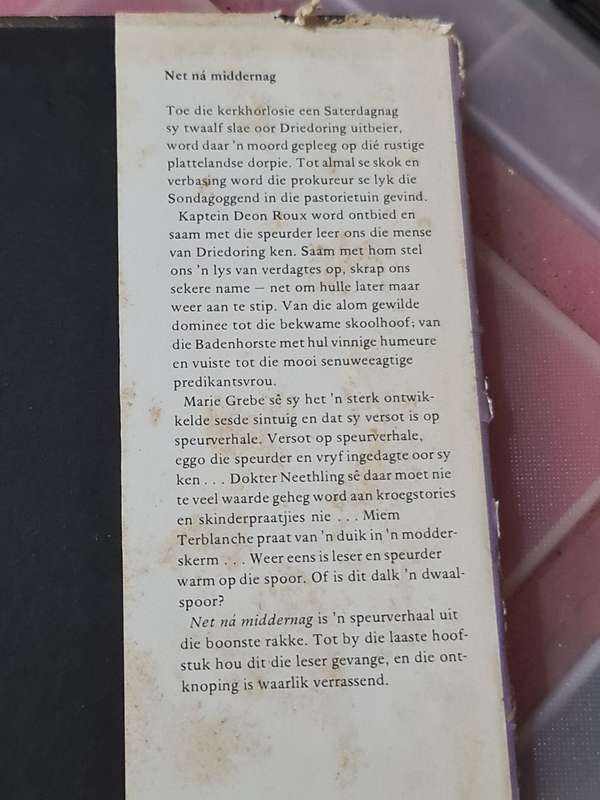 Net ná middernag
Toe die kerkhorlosie een Saterdagnag
sy twaalf slae oor Driedoring uitbeier,
word daar 'n moord gepleeg op dié rustige
plattelandse dorpie. Tot almal se skok en
verbasing word die prokureur se lyk die
Sondagoggend in die pastorietuin gevind.
Kaptein Deon Roux word ontbied en
saam met die speurder leer ons die mense
van Driedoring ken. Saam met hom stel
ons 'n lys van verdagtes op, skrap ons
sekere name — net om hulle later maar
weer aan te stip. Van die alom gewilde
dominee tot die bekwame skoolhoof; van
die Badenhorste met hul vinnige humeure
en vuiste tot die mooi senuweeagtige
predikantsvrou.
Marie Grebe sê sy het 'n sterk ontwik-
kelde sesde sintuig en dat sy versot is op
speurverhale. Versot op speurverhale,
eggo die speurder en vryf ingedagte oor sy
ken . . . Dokter Neethling sê daar moet nie
te veel waarde geheg word aan kroegstories
en skinderpraatjies nie . . . Miem
Terblanche praat van 'n duik in 'n modder-
skerm . . . Weer eens is leser en speurder
warm op die spoor. Of is dit dalk 'n dwaal-
spoor?
Net ná middernag is 'n speurverhaal uit
die boonste rakke. Tot by die laaste hoof-
stuk hou dit die leser gevange, en die ont-
knoping is waarlik verrassend.